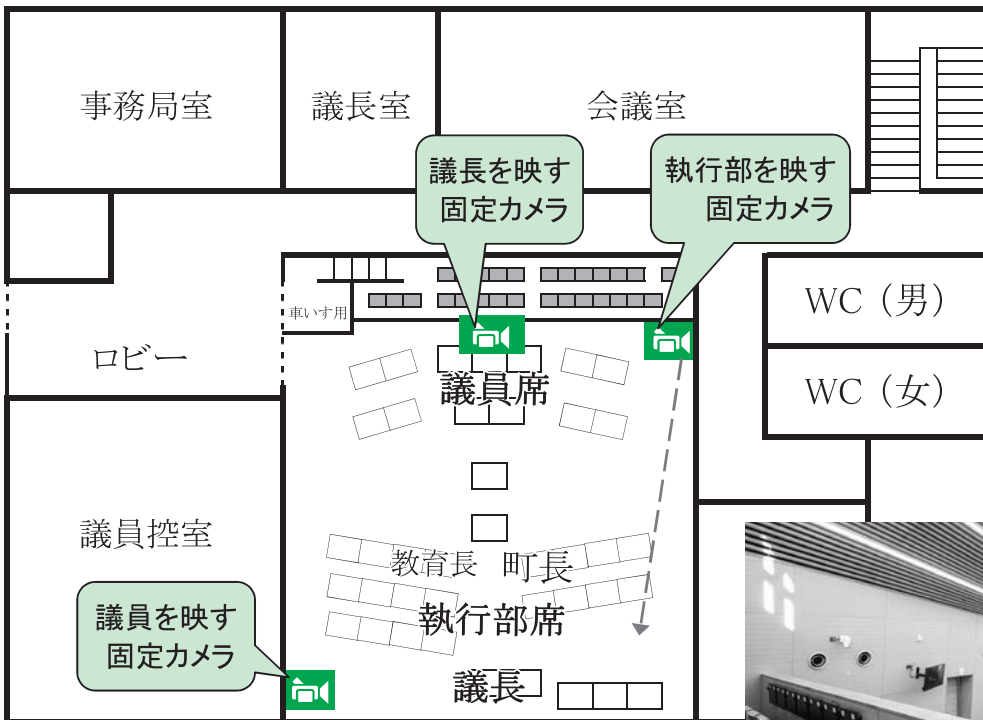 事務局室
議長室
会議室
議長を映す
固定カメラ
執行部を映す
固定カメラ
車いす用
WC（男）
ロビー
議員席
WC（女）
議員控室
教育長
町長
議員を映す
固定カメラ
執行部席
議長